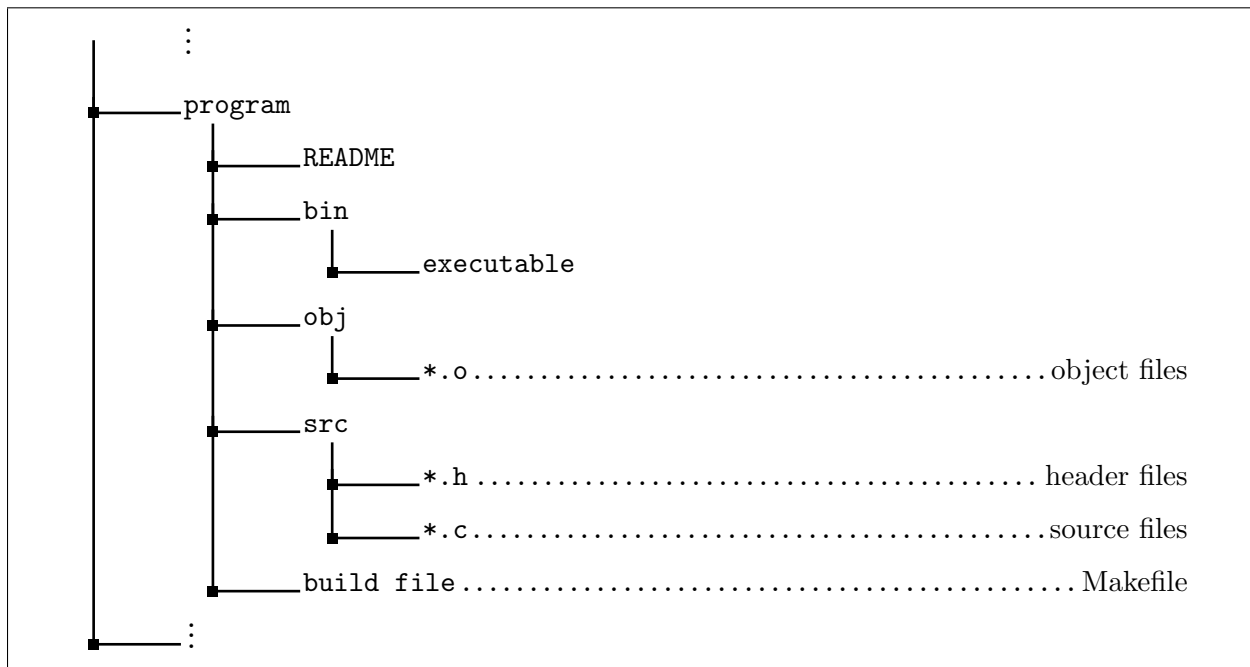 ⋮
program
README
bin
executable
obj
*.o........................................object files
src
*.h........................................header files
*.c........................................source files
build file........................................Makefile
⋮